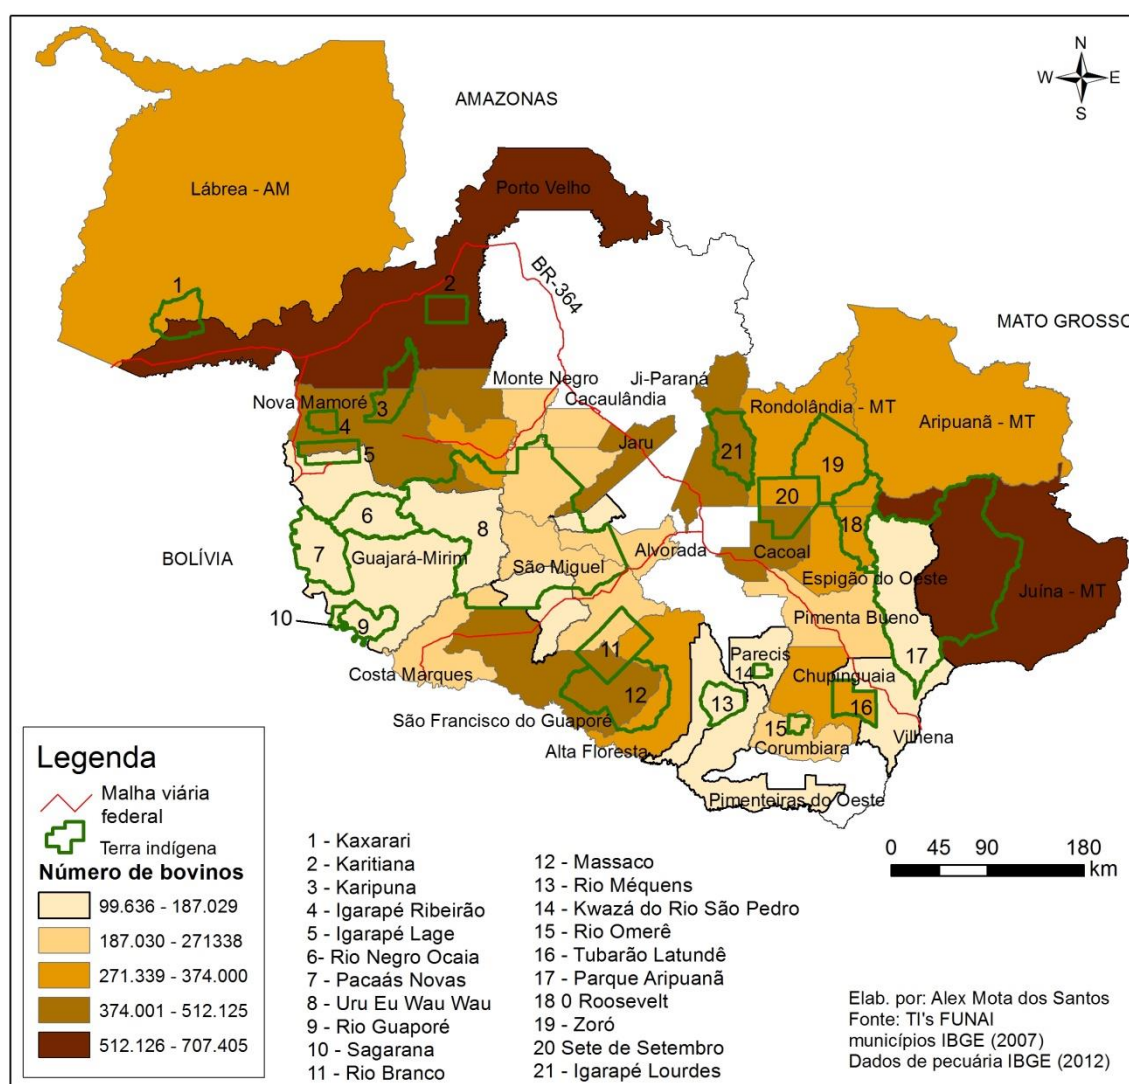 N
W E
S
AMAZONAS
Porto Velho
Lábrea - AM
BR-364
1
2
MATO GROSSO
Monte Negro
Ji-Paraná
Cacaulândia
Nova Mamoré
Rondolândia - MT
Aripuanã - MT
3
4
5
Jaru
21
19
20
18
6
7
8
BOLÍVIA
Guajará-Mirim
São Miguel
Alvorada
Cacoal
Espigão do Oeste
Juína - MT
10
9
Pimenta Bueno
11
Parecis
14
17
Costa Marques
Chupinguaia
12
13
16
São Francisco do Guaporé
15
Vilhena
Alta Floresta
Corumbiara
Pimenteiras do Oeste
Legenda
Malha viária
federal
Terra indígena
Número de bovinos
99.636 - 187.029
187.030 - 271338
271.339 - 374.000
374.001 - 512.125
512.126 - 707.405
1 - Kaxarari
2 - Karitiana
3 - Karipuna
4 - Igarapé Ribeirão
5 - Igarapé Lage
6- Rio Negro Ocaia
7 - Pacaás Novas
8 - Uru Eu Wau Wau
9 - Rio Guaporé
10 - Sagarana
11 - Rio Branco
12 - Massaco
13 - Rio Méquens
14 - Kwazá do Rio São Pedro
15 - Rio Omerê
16 - Tubarão Latundê
17 - Parque Aripuanã
18 0 Roosevelt
19 - Zoró
20 Sete de Setembro
21 - Igarapé Lourdes
0 45 90 180
km
Elab. por: Alex Mota dos Santos
Fonte: TI's FUNAI
municípios IBGE (2007)
Dados de pecuária IBGE (2012)